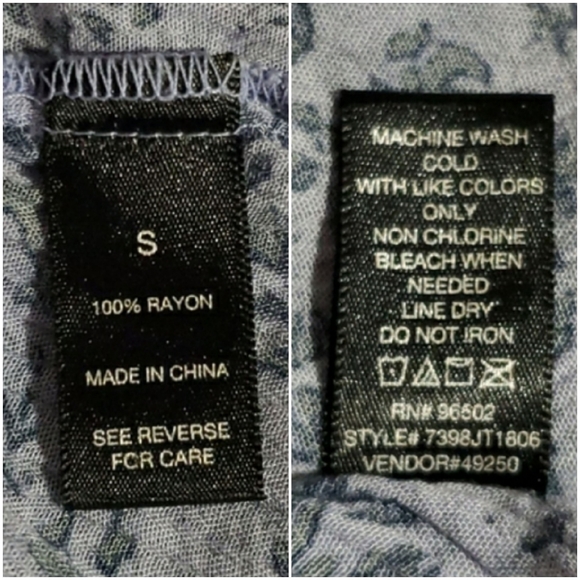 S
100% RAYON
MADE IN CHINA
SEE REVERSE
FOR CARE
MACHINE WASH
COLD
WITH LIKE COLORS
ONLY
NON CHLORINE
BLEACH WHEN
NEEDED
LINE DRY
DO NOT IRON
RN# 96502
STYLE# 7398JT1806
VENDOR#49250